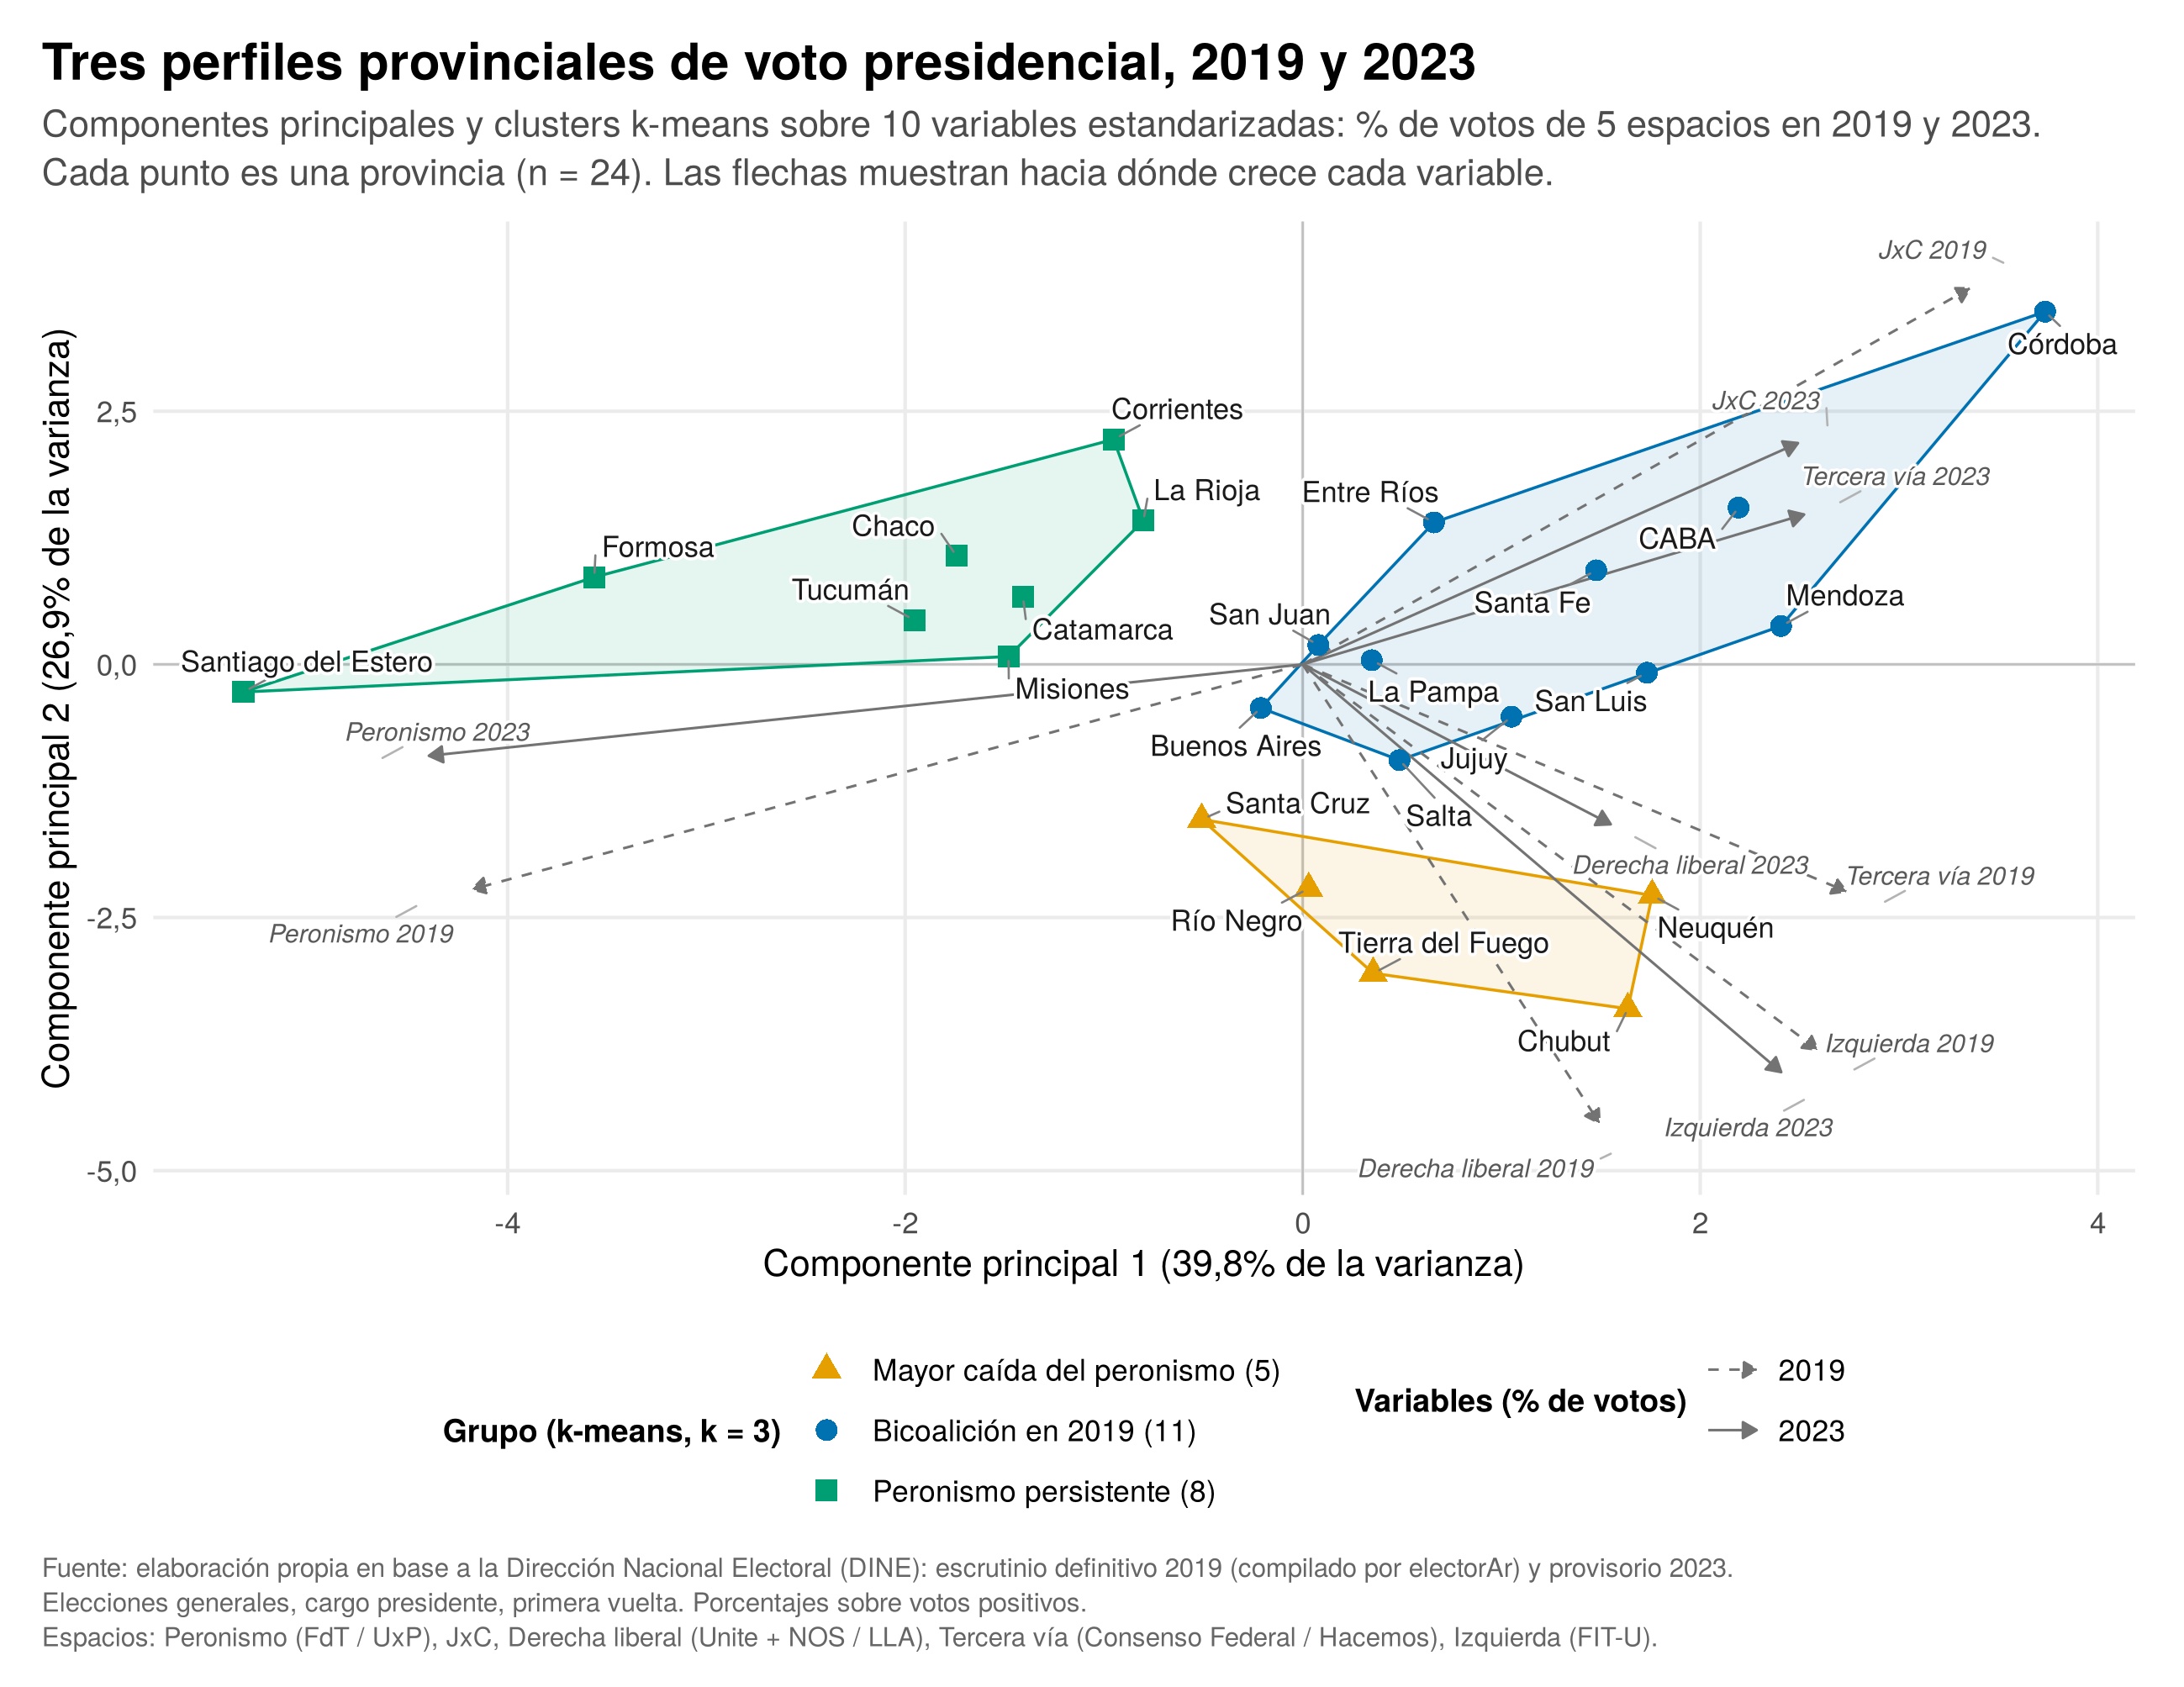 Tres perfiles provinciales de voto presidencial, 2019 y 2023
Componentes principales y clusters k-means sobre 10 variables estandarizadas: % de votos de 5 espacios en 2019 y 2023.
Cada punto es una provincia (n = 24). Las flechas muestran hacia dónde crece cada variable.
JxC 2019
Córdoba
JxC 2023
Corrientes
2,5
Tercera vía 2023
La Rioja
Entre Ríos
Chaco
CABA
Formosa
Tucumán
Mendoza
Santa Fe
San Juan
Catamarca
Santiago del Estero
0,0
Misiones
La Pampa
San Luis
Peronismo 2023
Buenos Aires
Jujuy
Santa Cruz
Salta
Derecha liberal 2023
Tercera vía 2019
-2,5
Río Negro
Neuquén
Peronismo 2019
Tierra del Fuego
Chubut
Izquierda 2019
Izquierda 2023
Derecha liberal 2019
-5,0
-4
-2
0
2
4
Componente principal 2 (26,9% de la varianza)
Componente principal 1 (39,8% de la varianza)
Grupo (k-means, k = 3)
Mayor caída del peronismo (5)
Bicoalición en 2019 (11)
Peronismo persistente (8)
Variables (% de votos)
2019
2023
Fuente: elaboración propia en base a la Dirección Nacional Electoral (DINE): escrutinio definitivo 2019 (compilado por electorAr) y provisorio 2023.
Elecciones generales, cargo presidente, primera vuelta. Porcentajes sobre votos positivos.
Espacios: Peronismo (FdT / UxP), JxC, Derecha liberal (Unite + NOS / LLA), Tercera vía (Consenso Federal / Hacemos), Izquierda (FIT-U).